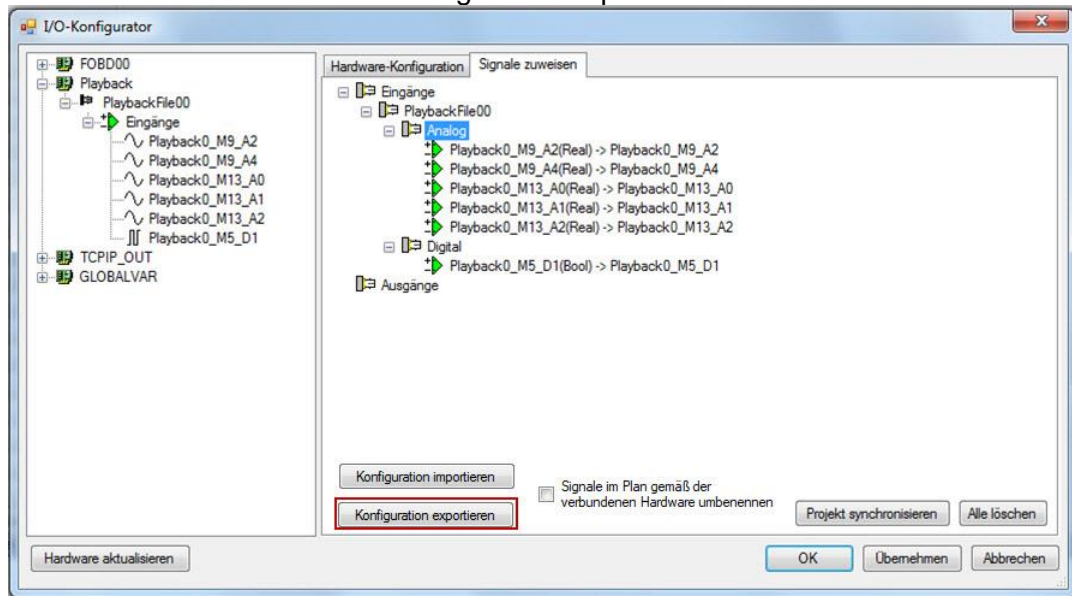 I/O-Konfigurator
FOBD00
Playback
PlaybackFile00
Eingänge
Playback0_M9_A2
Playback0_M9_A4
Playback0_M13_A0
Playback0_M13_A1
Playback0_M13_A2
Playback0_M5_D1
TCPIP_OUT
GLOBALVAR
Hardware-Konfiguration Signale zuweisen
Eingänge
PlaybackFile00
Analog
Playback0_M9_A2(Real) -> Playback0_M9_A2
Playback0_M9_A4(Real) -> Playback0_M9_A4
Playback0_M13_A0(Real) -> Playback0_M13_A0
Playback0_M13_A1(Real) -> Playback0_M13_A1
Playback0_M13_A2(Real) -> Playback0_M13_A2
Digital
Playback0_M5_D1(Bool) -> Playback0_M5_D1
Ausgänge
Konfiguration importieren
Signale im Plan gemäß der
verbundenen Hardware umbenennen
Konfiguration exportieren
Projekt synchronisieren
Alle löschen
Hardware aktualisieren
OK
Übernehmen
Abbrechen